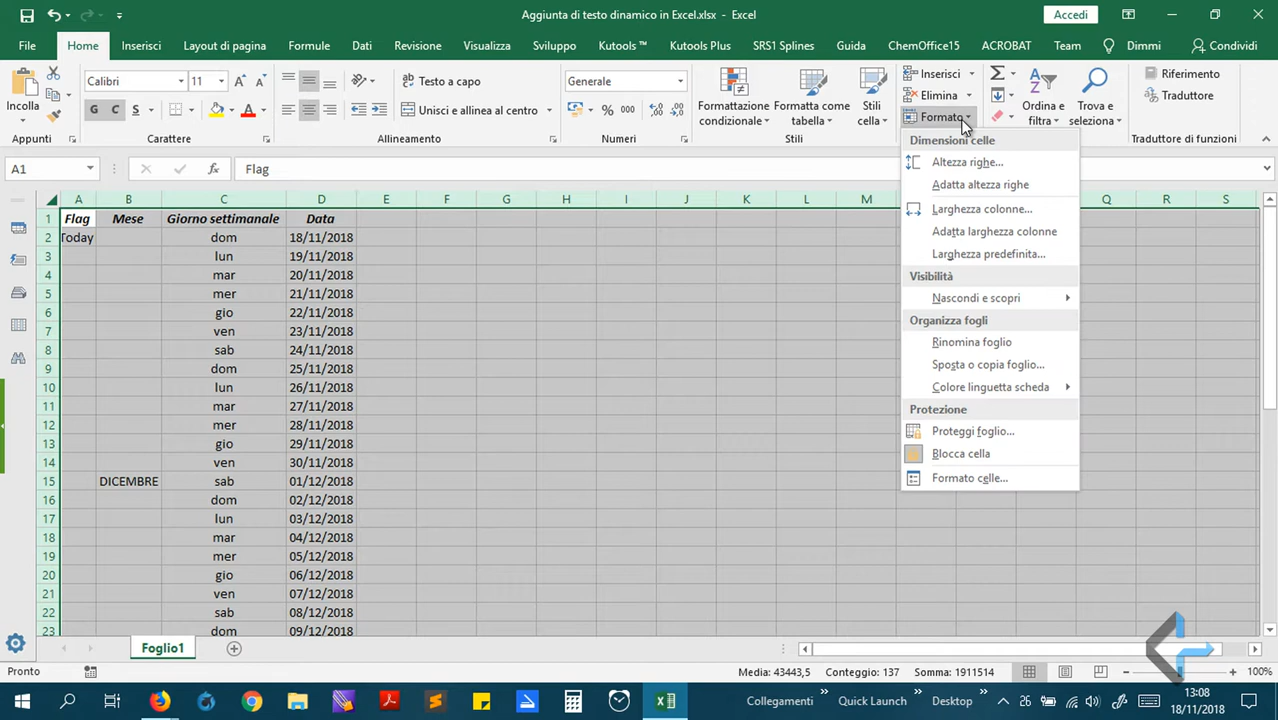 Aggiunta di testo dinamico in Excel.xlsx - Excel
Accedi
File Home Inserisci Layout di pagina Formule Dati Revisione Visualizza Sviluppo Kutools ™ Kutools Plus SRS1 Splines Guida ChemOffice15 ACROBAT Team Dimmi Condividi
Incolla
Appunti
Calibri 11
G C S
Carattere
Testo a capo
Unisci e allinea al centro
Allineamento
Generale
% 000
Numeri
Formattazione condizionale
Formatta come tabella
Stili cella
Stili
Inserisci
Elimina
Formato
Ordina e filtra
Trova e seleziona
Riferimento
Traduttore
Traduttore di funzioni
A1 fx Flag
Dimensioni celle
Altezza righe...
Adatta altezza righe
Larghezza colonne...
Adatta larghezza colonne
Larghezza predefinita...
Visibilità
Nascondi e scopri
Organizza fogli
Rinomina foglio
Sposta o copia foglio...
Colore linguetta scheda
Protezione
Proteggi foglio...
Blocca cella
Formato celle...
A B C D E F G H I J K L M Q R S
1 Flag Mese Giorno settimanale Data
2 Today dom 18/11/2018
3 lun 19/11/2018
4 mar 20/11/2018
5 mer 21/11/2018
6 gio 22/11/2018
7 ven 23/11/2018
8 sab 24/11/2018
9 dom 25/11/2018
10 lun 26/11/2018
11 mar 27/11/2018
12 mer 28/11/2018
13 gio 29/11/2018
14 ven 30/11/2018
15 DICEMBRE sab 01/12/2018
16 dom 02/12/2018
17 lun 03/12/2018
18 mar 04/12/2018
19 mer 05/12/2018
20 gio 06/12/2018
21 ven 07/12/2018
22 sab 08/12/2018
23 dom 09/12/2018
Foglio1
Pronto
Media: 43443,5 Conteggio: 137 Somma: 1911514 100%
Collegamenti Quick Launch Desktop
13:08
18/11/2018